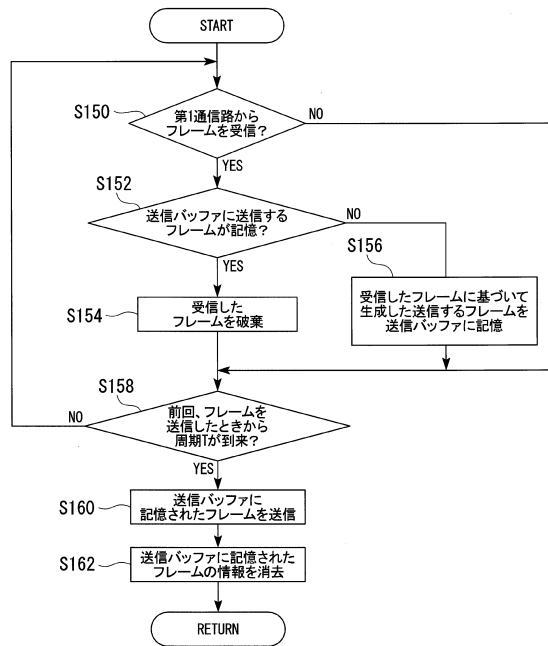 START
S150
第1通信路から
フレームを受信？
NO
YES
S152
送信バッファに送信する
フレームが記憶？
NO
YES
S156
受信したフレームに基づいて
生成した送信するフレームを
送信バッファに記憶
S154
受信した
フレームを破棄
S158
前回、フレームを
送信したときから
周期Tが到来？
NO
YES
S160
送信バッファに
記憶されたフレームを送信
S162
送信バッファに記憶された
フレームの情報を消去
RETURN